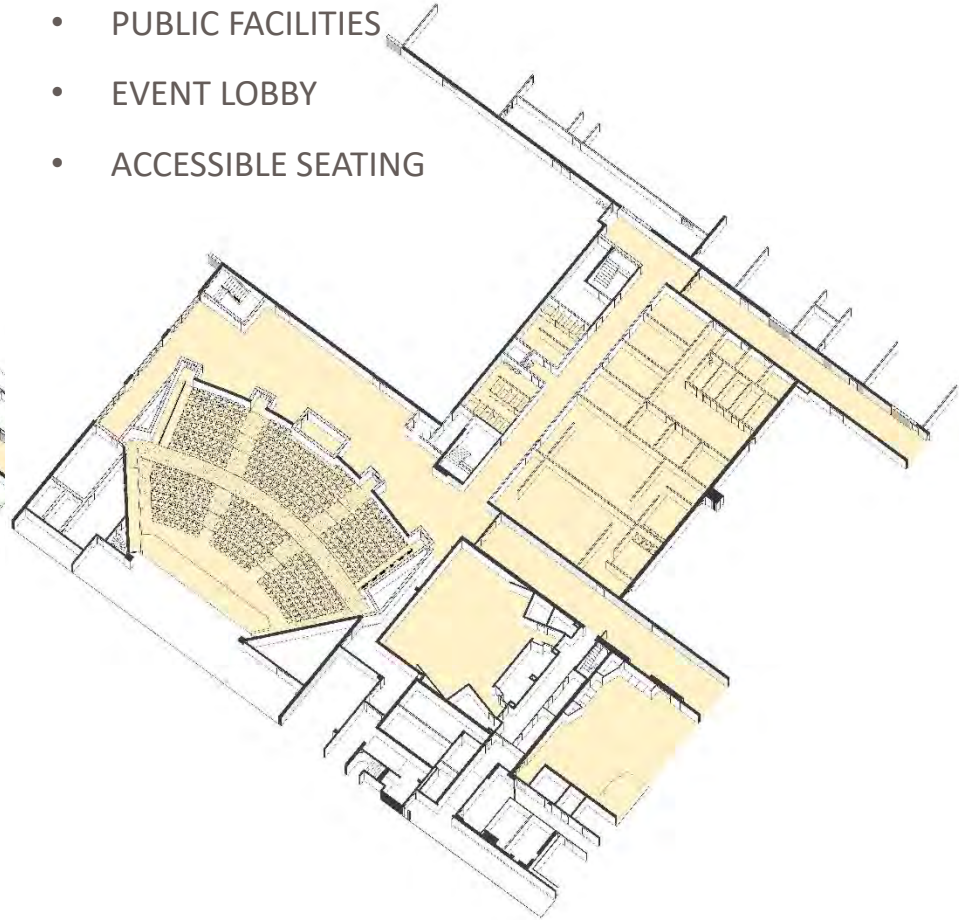 • PUBLIC FACILITIES
• EVENT LOBBY
• ACCESSIBLE SEATING